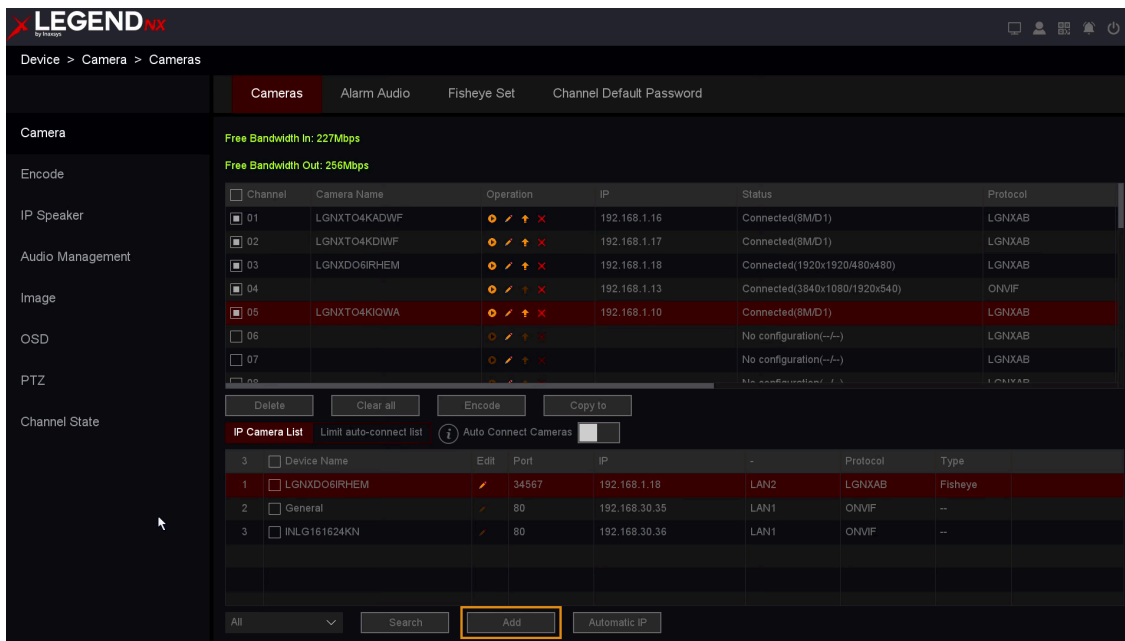 LEGENDNX
by Inaxsys
Device > Camera > Cameras
Cameras Alarm Audio Fisheye Set Channel Default Password
Camera
Encode
IP Speaker
Audio Management
Image
OSD
PTZ
Channel State
Free Bandwidth In: 227Mbps
Free Bandwidth Out: 256Mbps
Channel Camera Name Operation IP Status Protocol
01 LGNXTO4KADWF 192.168.1.16 Connected(8M/D1) LGNXAB
02 LGNXTO4KDIWF 192.168.1.17 Connected(8M/D1) LGNXAB
03 LGNXDO6IRHEM 192.168.1.18 Connected(1920x1920/480x480) LGNXAB
04 192.168.1.13 Connected(3840x1080/1920x540) ONVIF
05 LGNXTO4KIQWA 192.168.1.10 Connected(8M/D1) LGNXAB
06 No configuration(--/--) LGNXAB
07 No configuration(--/--) LGNXAB
08 No configuration(--/--) LGNXAB
Delete Clear all Encode Copy to
IP Camera List Limit auto-connect list i Auto Connect Cameras
3 Device Name Edit Port IP - Protocol Type
1 LGNXDO6IRHEM 34567 192.168.1.18 LAN2 LGNXAB Fisheye
2 General 80 192.168.30.35 LAN1 ONVIF --
3 INLG161624KN 80 192.168.30.36 LAN1 ONVIF --
All Search Add Automatic IP